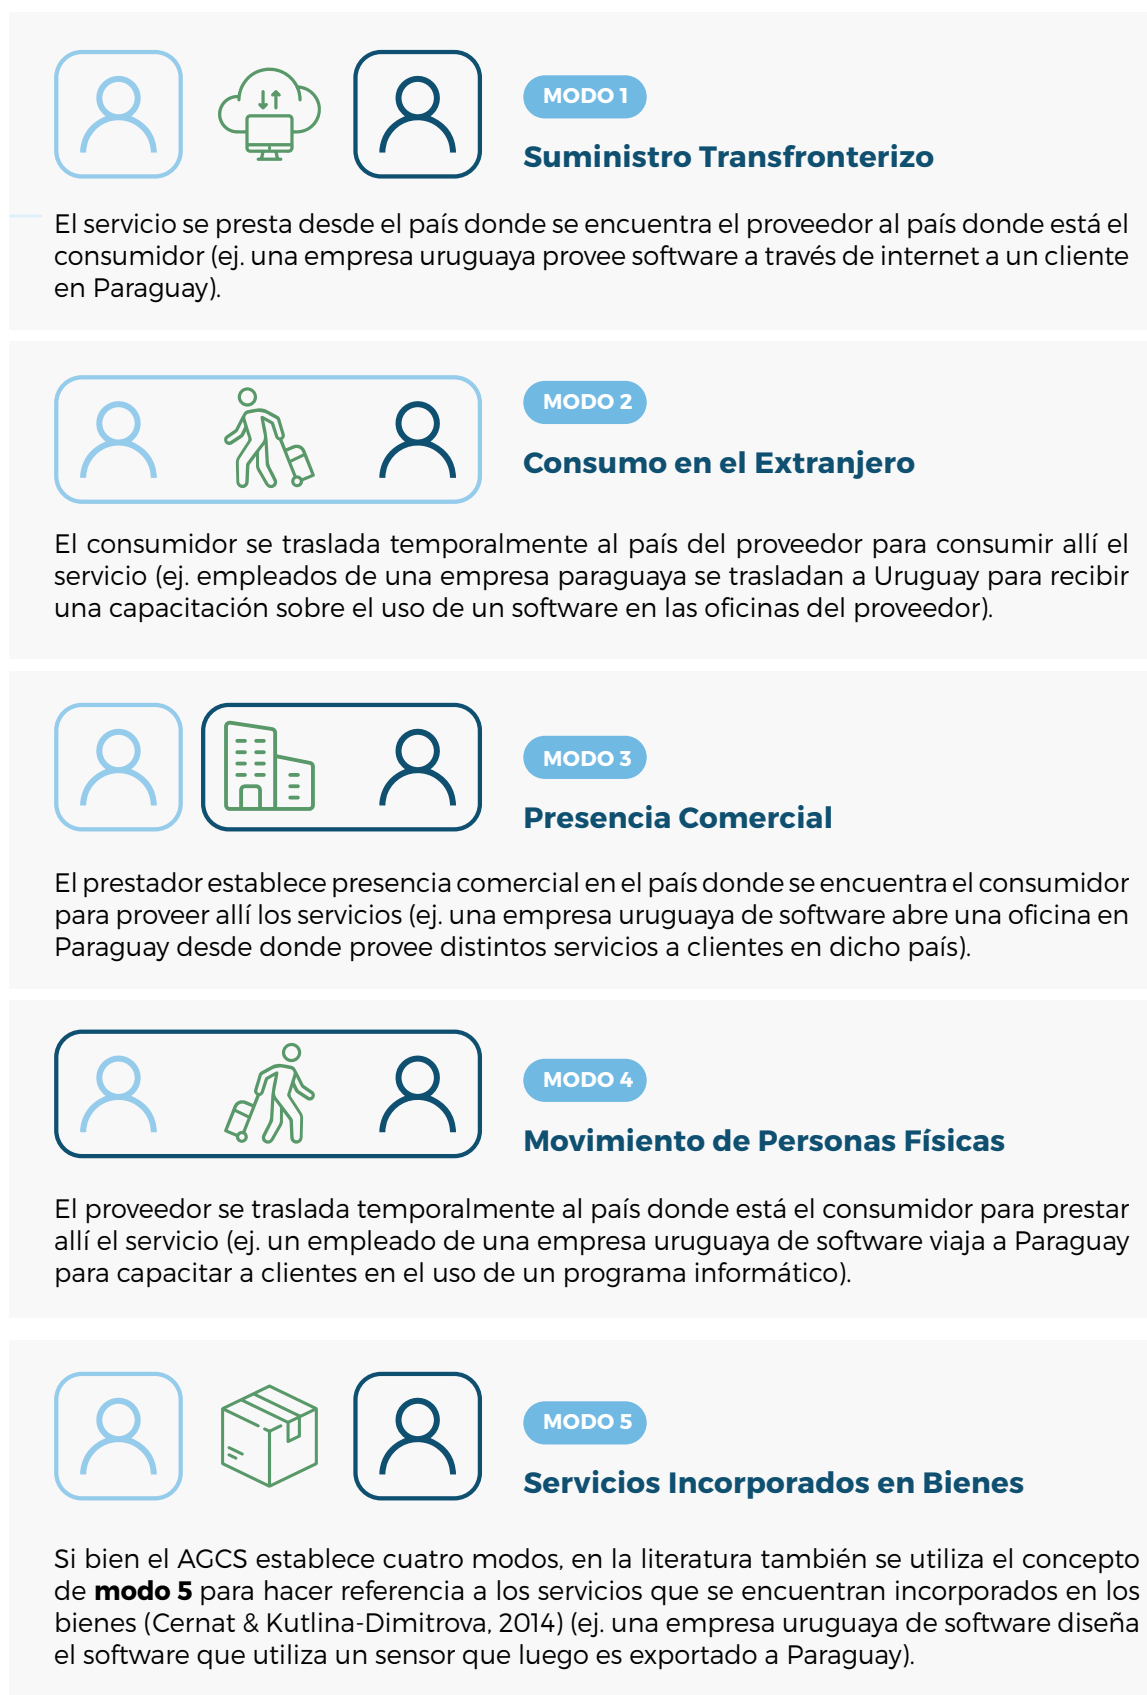 MODO 1
Suministro Transfronterizo
El servicio se presta desde el país donde se encuentra el proveedor al país donde está el
consumidor (ej. una empresa uruguaya provee software a través de internet a un cliente
en Paraguay).
MODO 2
Consumo en el Extranjero
El consumidor se traslada temporalmente al país del proveedor para consumir allí el
servicio (ej. empleados de una empresa paraguaya se trasladan a Uruguay para recibir
una capacitación sobre el uso de un software en las oficinas del proveedor).
MODO 3
Presencia Comercial
El prestador establece presencia comercial en el país donde se encuentra el consumidor
para proveer allí los servicios (ej. una empresa uruguaya de software abre una oficina en
Paraguay desde donde provee distintos servicios a clientes en dicho país).
MODO 4
Movimiento de Personas Físicas
El proveedor se traslada temporalmente al país donde está el consumidor para prestar
allí el servicio (ej. un empleado de una empresa uruguaya de software viaja a Paraguay
para capacitar a clientes en el uso de un programa informático).
MODO 5
Servicios Incorporados en Bienes
Si bien el AGCS establece cuatro modos, en la literatura también se utiliza el concepto
de modo 5 para hacer referencia a los servicios que se encuentran incorporados en los
bienes (Cernat & Kutlina-Dimitrova, 2014) (ej. una empresa uruguaya de software diseña
el software que utiliza un sensor que luego es exportado a Paraguay).